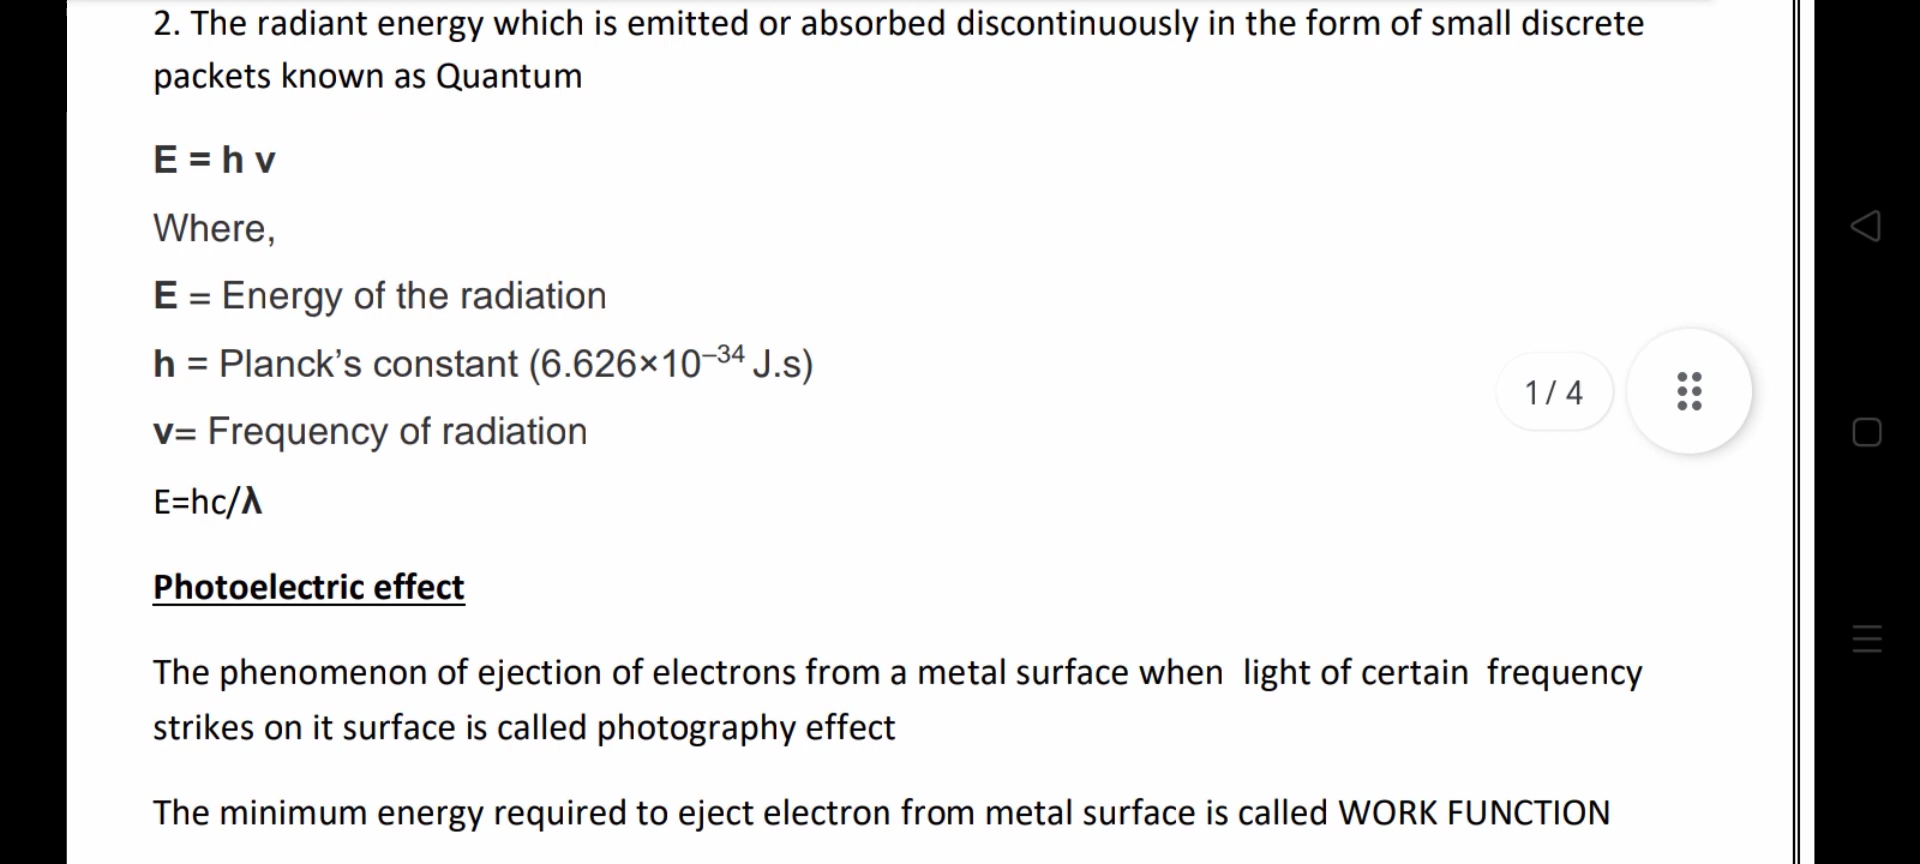 2. The radiant energy which is emitted or absorbed discontinuously in the form of small discrete
packets known as Quantum
E = h v
Where,
E = Energy of the radiation
h = Planck’s constant (6.626×10⁻³⁴ J.s)
v= Frequency of radiation
1/ 4
E=hc/λ
Photoelectric effect
The phenomenon of ejection of electrons from a metal surface when light of certain frequency
strikes on it surface is called photography effect
The minimum energy required to eject electron from metal surface is called WORK FUNCTION